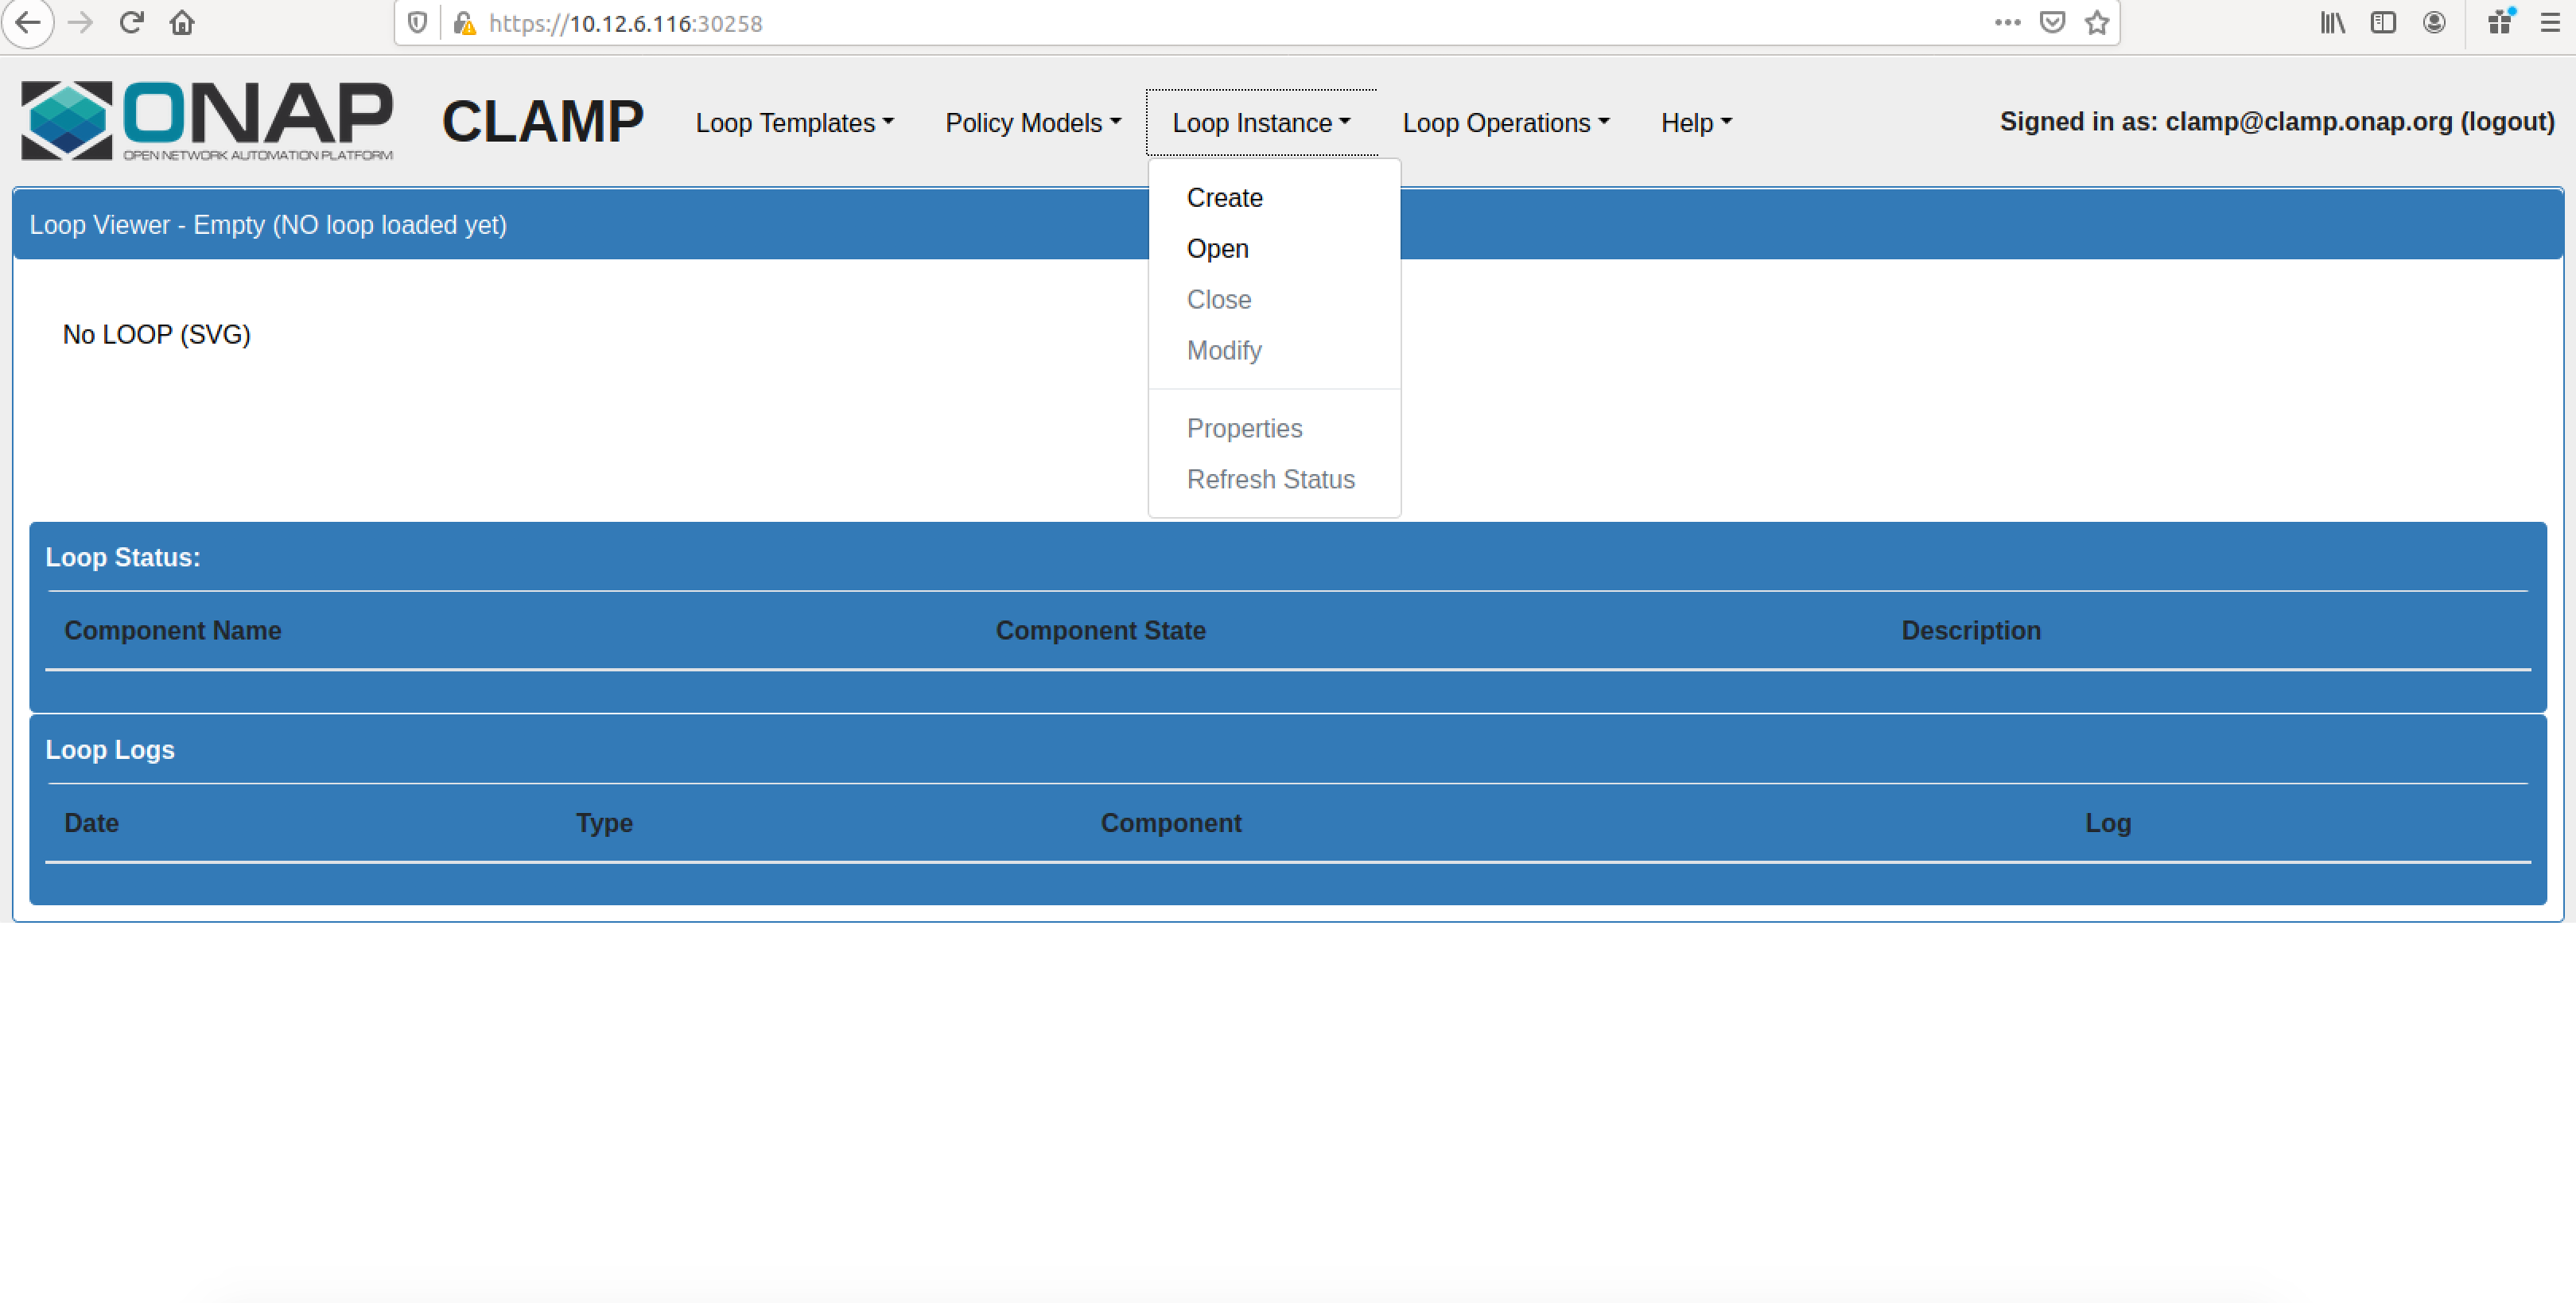 https://10.12.6.116:30258
ONAP
OPEN NETWORK AUTOMATION PLATFORM
CLAMP
Loop Templates
Policy Models
Loop Instance
Loop Operations
Help
Signed in as: clamp@clamp.onap.org (logout)
Create
Open
Close
Modify
Properties
Refresh Status
Loop Viewer - Empty (NO loop loaded yet)
No LOOP (SVG)
Loop Status:
Component Name Component State Description
Loop Logs
Date Type Component Log